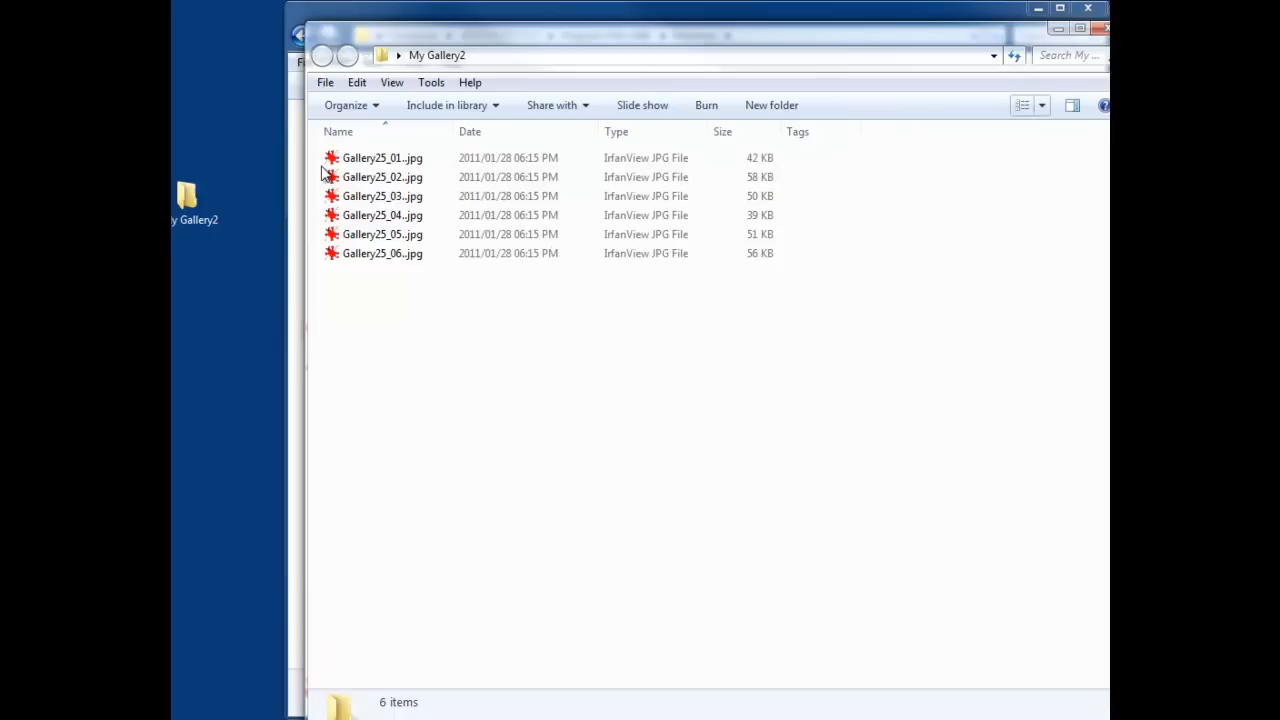 My Gallery2
Search My ...
File Edit View Tools Help
Organize Include in library Share with Slide show Burn New folder
Name Date Type Size Tags
Gallery25_01..jpg 2011/01/28 06:15 PM IrfanView JPG File 42 KB
Gallery25_02..jpg 2011/01/28 06:15 PM IrfanView JPG File 58 KB
Gallery25_03..jpg 2011/01/28 06:15 PM IrfanView JPG File 50 KB
Gallery25_04..jpg 2011/01/28 06:15 PM IrfanView JPG File 39 KB
Gallery25_05..jpg 2011/01/28 06:15 PM IrfanView JPG File 51 KB
Gallery25_06..jpg 2011/01/28 06:15 PM IrfanView JPG File 56 KB
y Gallery2
6 items